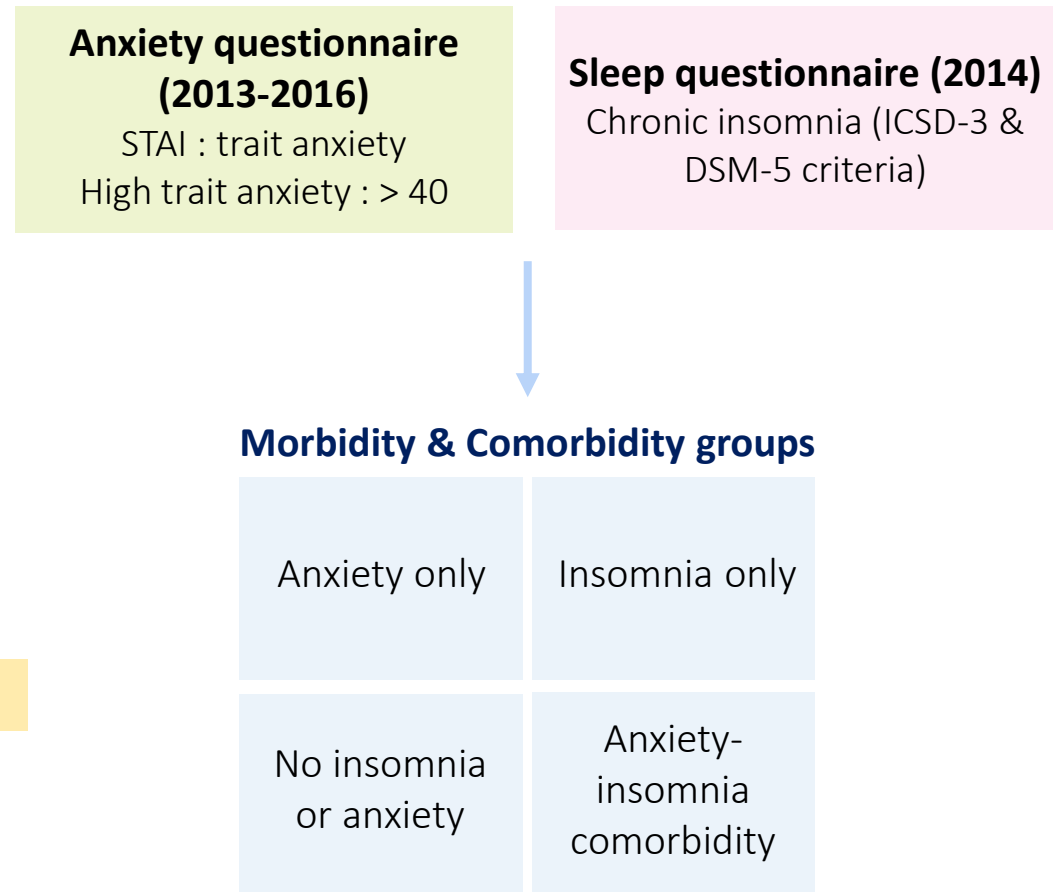 Anxiety questionnaire
(2013-2016)
STAI : trait anxiety
High trait anxiety : > 40
Sleep questionnaire (2014)
Chronic insomnia (ICSD-3 &
DSM-5 criteria)
Morbidity & Comorbidity groups
Anxiety only
Insomnia only
No insomnia
or anxiety
Anxiety-
insomnia
comorbidity